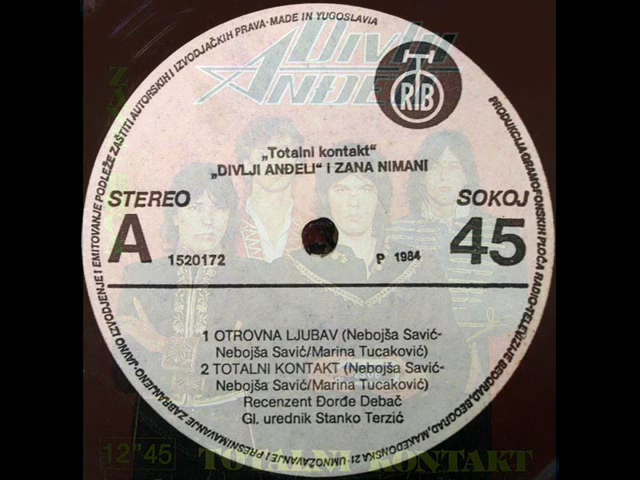 DIVLJI
ANĐELI
RTB
JAVNO IZVODJENJE I EMITOVANJE PODLEŽE ZAŠTITI AUTORSKIH I IZVODJAČKIH PRAVA·MADE IN YUGOSLAVIA
PRODUKCIJA GRAMOFONSKIH PLOČA RADIO-TELEVIZIJE BEOGRAD, BEOGRAD, MAKEDONSKA 21·UMNOŽAVANJE I PRESNIMAVANJE ZABRANJENO·
„Totalni kontakt“
„DIVLJI ANĐELI“ i ZANA NIMANI
STEREO SOKOJ
A 45
1520172 P 1984
1 OTROVNA LJUBAV (Nebojša Savić-
Nebojša Savić/Marina Tucaković)
2 TOTALNI KONTAKT (Nebojša Savić-
Nebojša Savić/Marina Tucaković)
Recenzent Đorđe Debač
Gl. urednik Stanko Terzić
12"45
TOTALNI KONTAKT